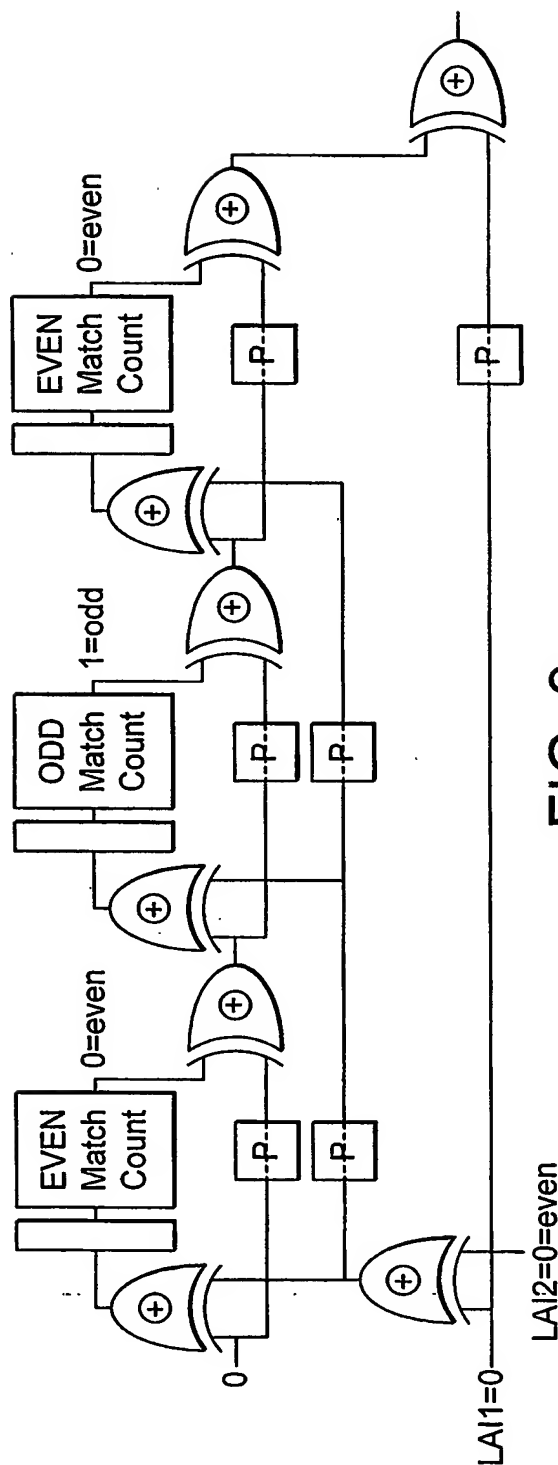 EVEN
Match
Count
0=even
ODD
Match
Count
1=odd
EVEN
Match
Count
0=even
0
P
P
P
P
P
P
LAI1=0
LAI2=0=even
FIG.